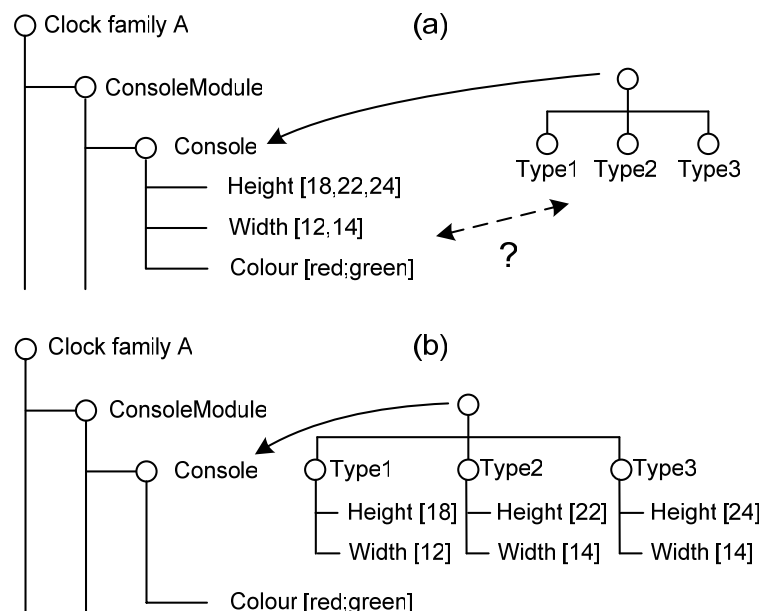 Clock family A
(a)
ConsoleModule
Console
Type1 Type2 Type3
Height [18,22,24]
Width [12,14]
?
Colour [red;green]
Clock family A
(b)
ConsoleModule
Console
Type1 Type2 Type3
Height [18] Height [22] Height [24]
Width [12] Width [14] Width [14]
Colour [red;green]